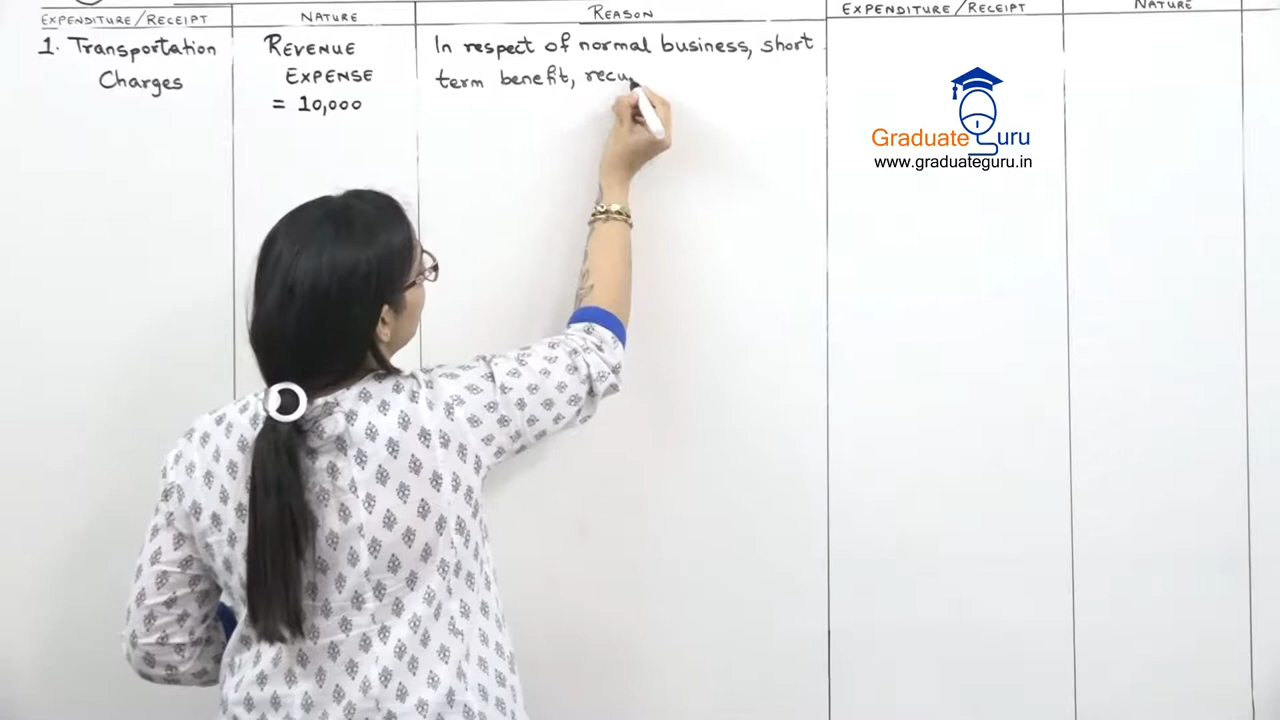 EXPENDITURE/RECEIPT NATURE REASON EXPENDITURE/RECEIPT NATURE
1. Transportation
Charges
REVENUE
EXPENSE
= 10,000
In respect of normal business, short
term benefit, recu
Graduate Guru
www.graduateguru.in